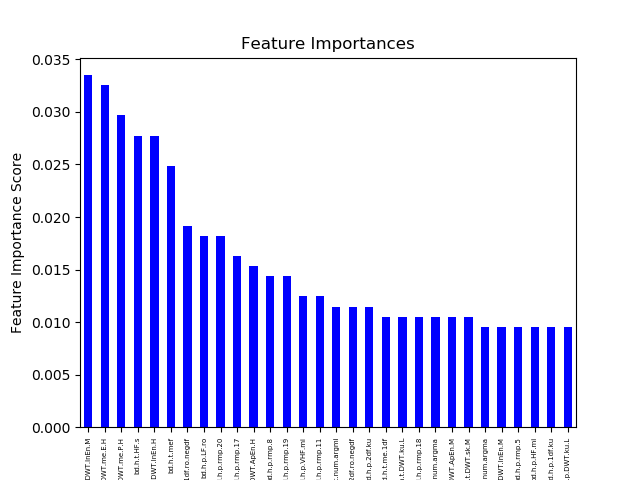 Feature Importances
Feature Importance Score
0.035
0.030
0.025
0.020
0.015
0.010
0.005
0.000
DWT.InEn.M
DWT.me.E.H
DWT.me.P.H
bd.h.t.HF.s
DWT.InEn.H
bd.h.t.mef
1df.ro.negdf
bd.h.p.LF.ro
.h.p.rmp.20
.h.p.rmp.17
DWT.ApEn.H
d.h.p.rmp.8
.h.p.rmp.19
.h.p.VHF.mi
.h.p.rmp.11
.num.argmi
2df.ro.negdf
d.h.p.2df.ku
d.h.t.me.1df
.t.DWT.ku.L
.h.p.rmp.18
num.argma
DWT.ApEn.M
.t.DWT.sk.M
num.argma
DWT.InEn.M
d.h.p.rmp.5
d.h.p.HF.mi
d.h.p.1df.ku
.p.DWT.ku.L